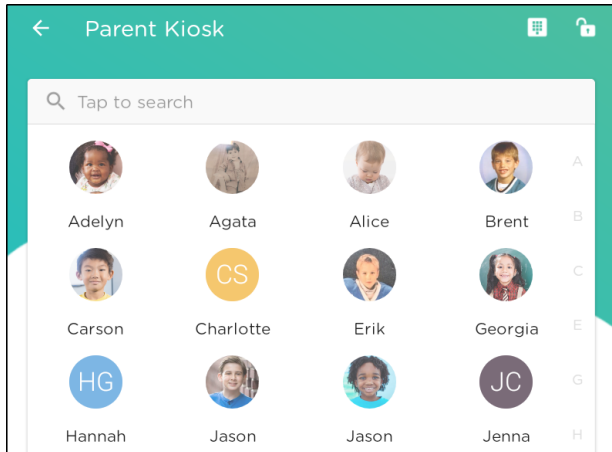 Parent Kiosk
Tap to search
A
Adelyn Agata Alice Brent
B
CS
C
Carson Charlotte Erik Georgia
E
HG JC
G
Hannah Jason Jason Jenna
H